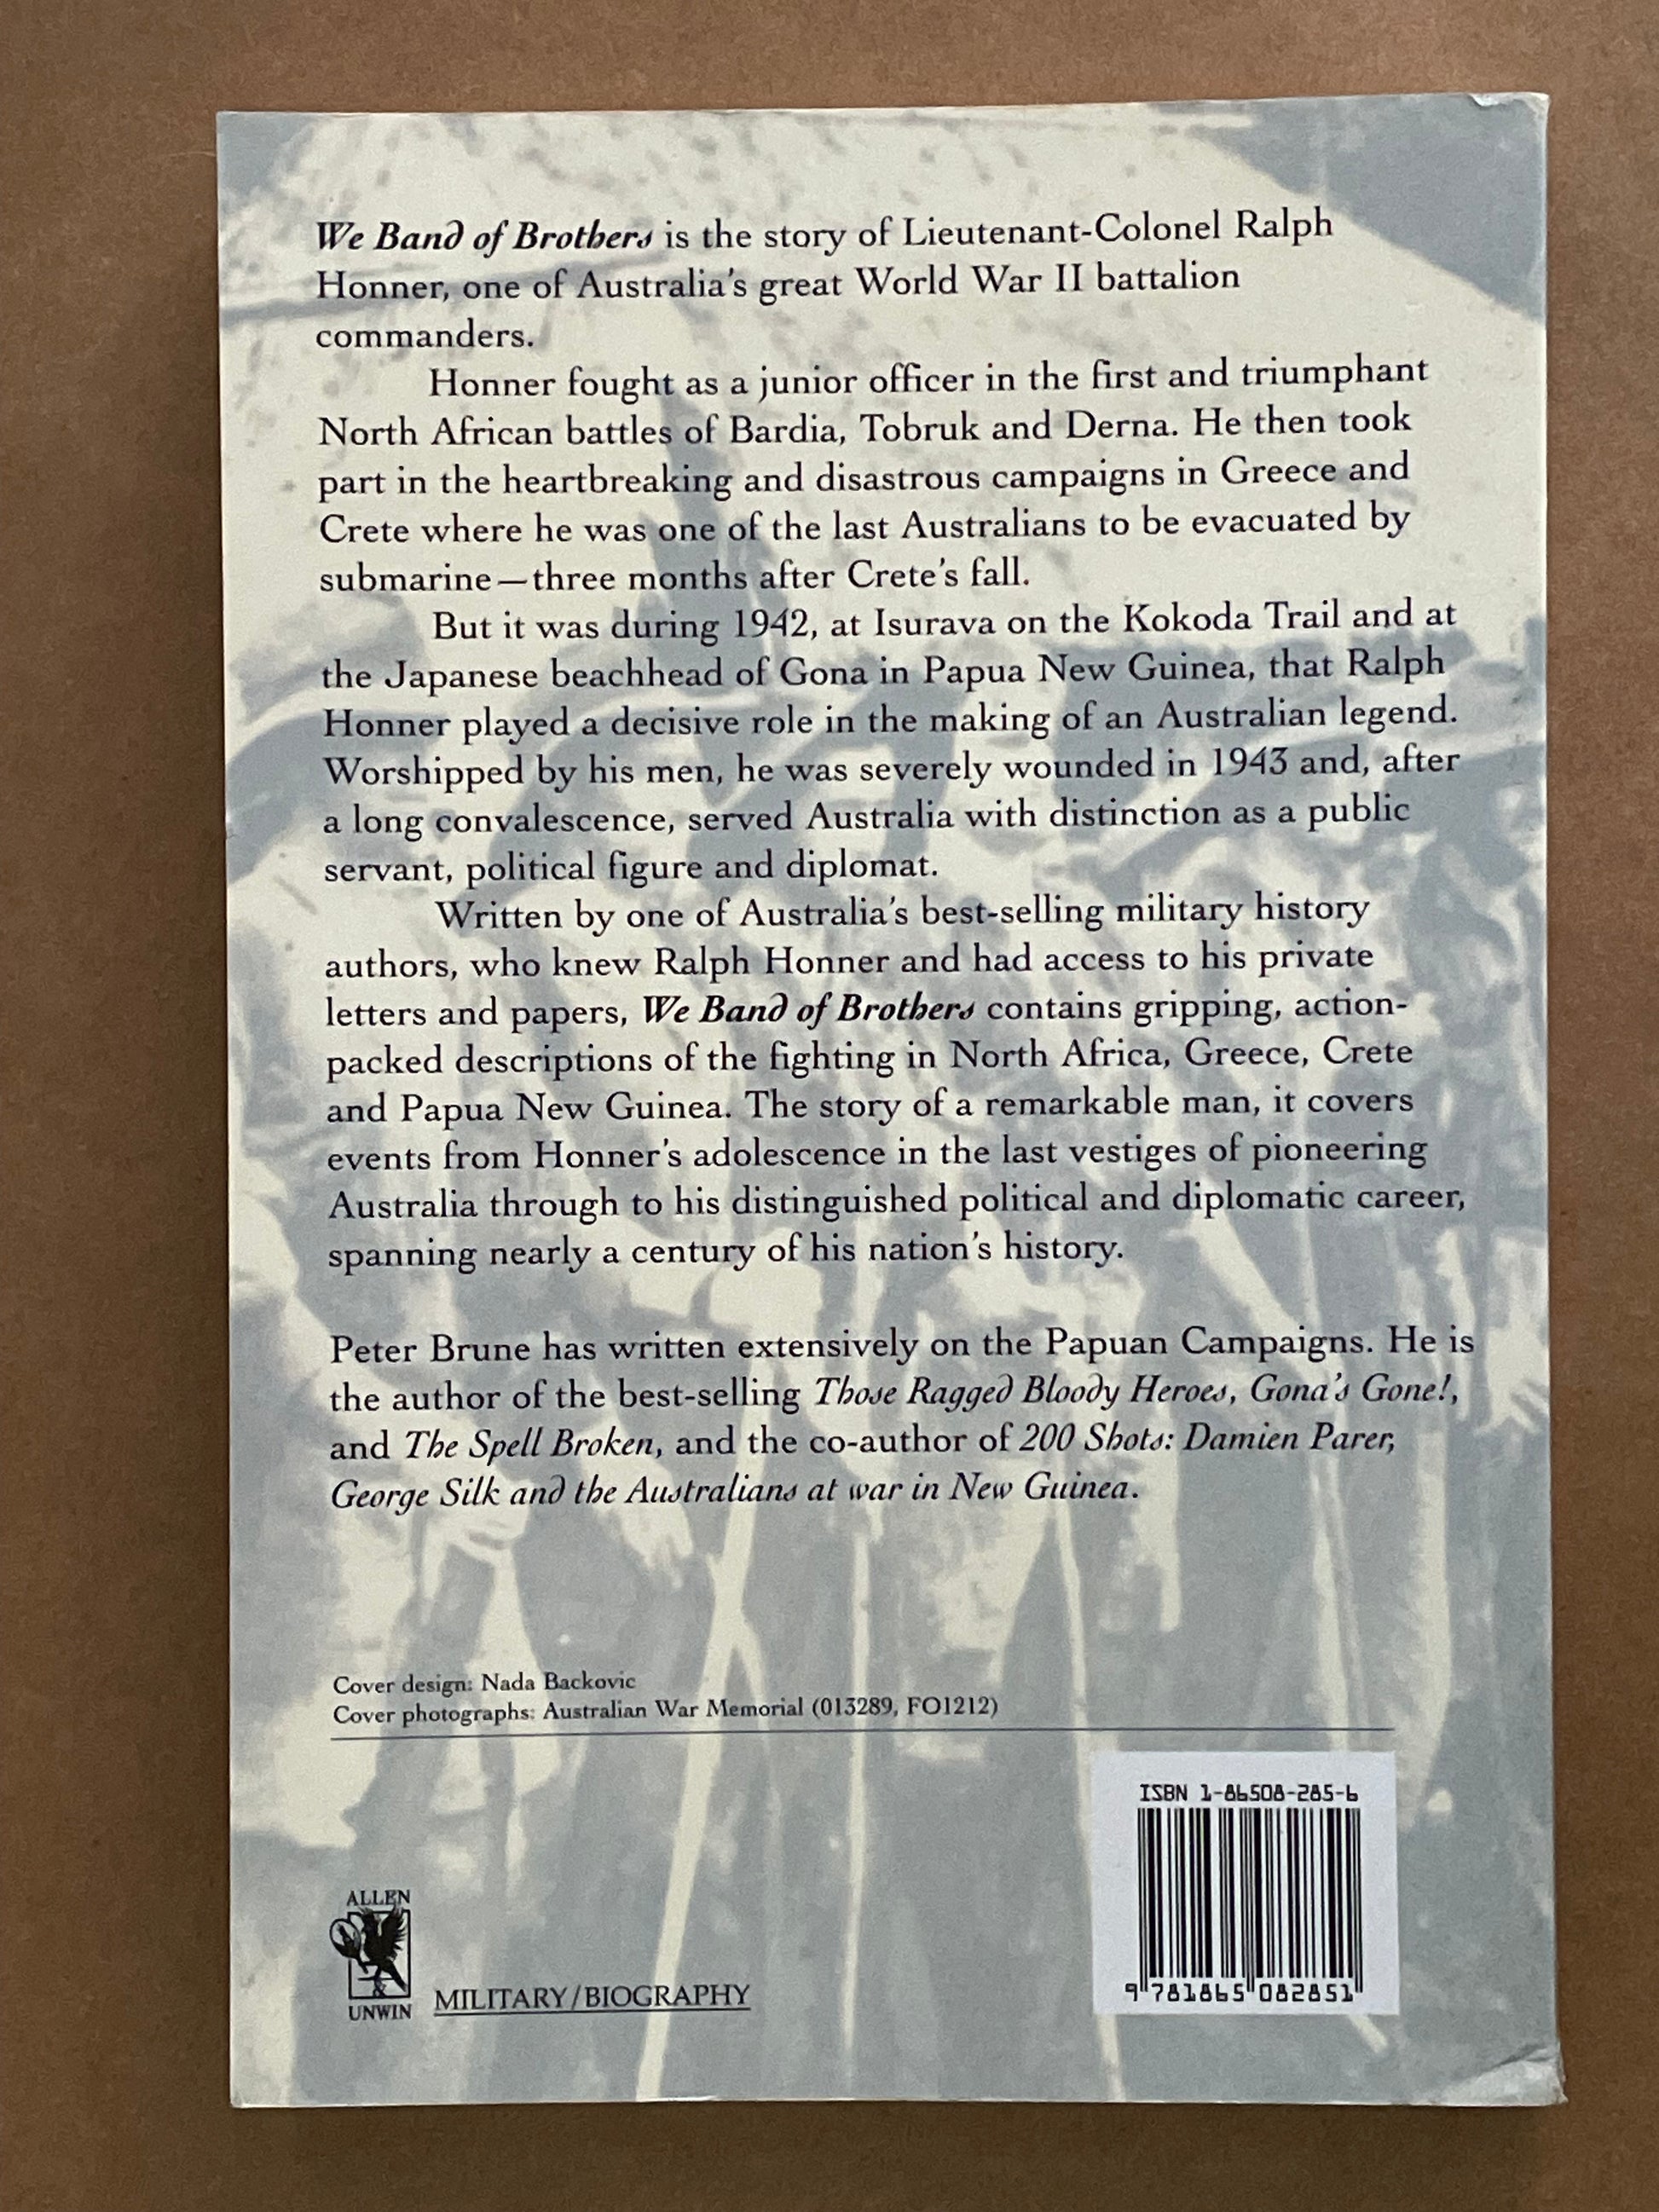 We Band of Brothers is the story of Lieutenant-Colonel Ralph
Honner, one of Australia's great World War II battalion
commanders.
Honner fought as a junior officer in the first and triumphant
North African battles of Bardia, Tobruk and Derna. He then took
part in the heartbreaking and disastrous campaigns in Greece and
Crete where he was one of the last Australians to be evacuated by
submarine—three months after Crete's fall.
But it was during 1942, at Isurava on the Kokoda Trail and at
the Japanese beachhead of Gona in Papua New Guinea, that Ralph
Honner played a decisive role in the making of an Australian legend.
Worshipped by his men, he was severely wounded in 1943 and, after
a long convalescence, served Australia with distinction as a public
servant, political figure and diplomat.
Written by one of Australia's best-selling military history
authors, who knew Ralph Honner and had access to his private
letters and papers, We Band of Brothers contains gripping, action-
packed descriptions of the fighting in North Africa, Greece, Crete
and Papua New Guinea. The story of a remarkable man, it covers
events from Honner's adolescence in the last vestiges of pioneering
Australia through to his distinguished political and diplomatic career,
spanning nearly a century of his nation's history.
Peter Brune has written extensively on the Papuan Campaigns. He is
the author of the best-selling Those Ragged Bloody Heroes, Gona's Gone!,
and The Spell Broken, and the co-author of 200 Shots: Damien Parer,
George Silk and the Australians at war in New Guinea.
Cover design: Nada Backovic
Cover photographs: Australian War Memorial (013289, FO1212)
ISBN 1-86508-285-6
9 781865 082851
ALLEN
&
UNWIN
MILITARY/BIOGRAPHY